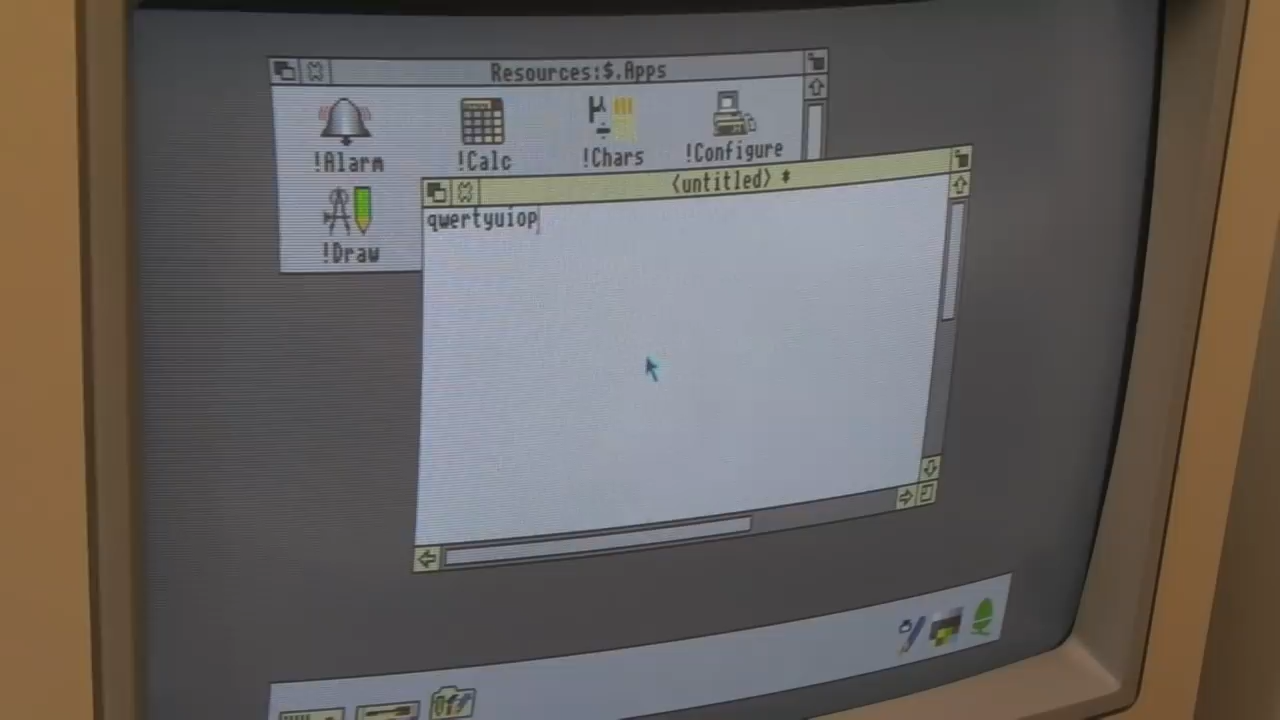 Resources:$.Apps
!Alarm !Calc !Chars !Configure
<untitled> *
qwertyuiop
!Draw